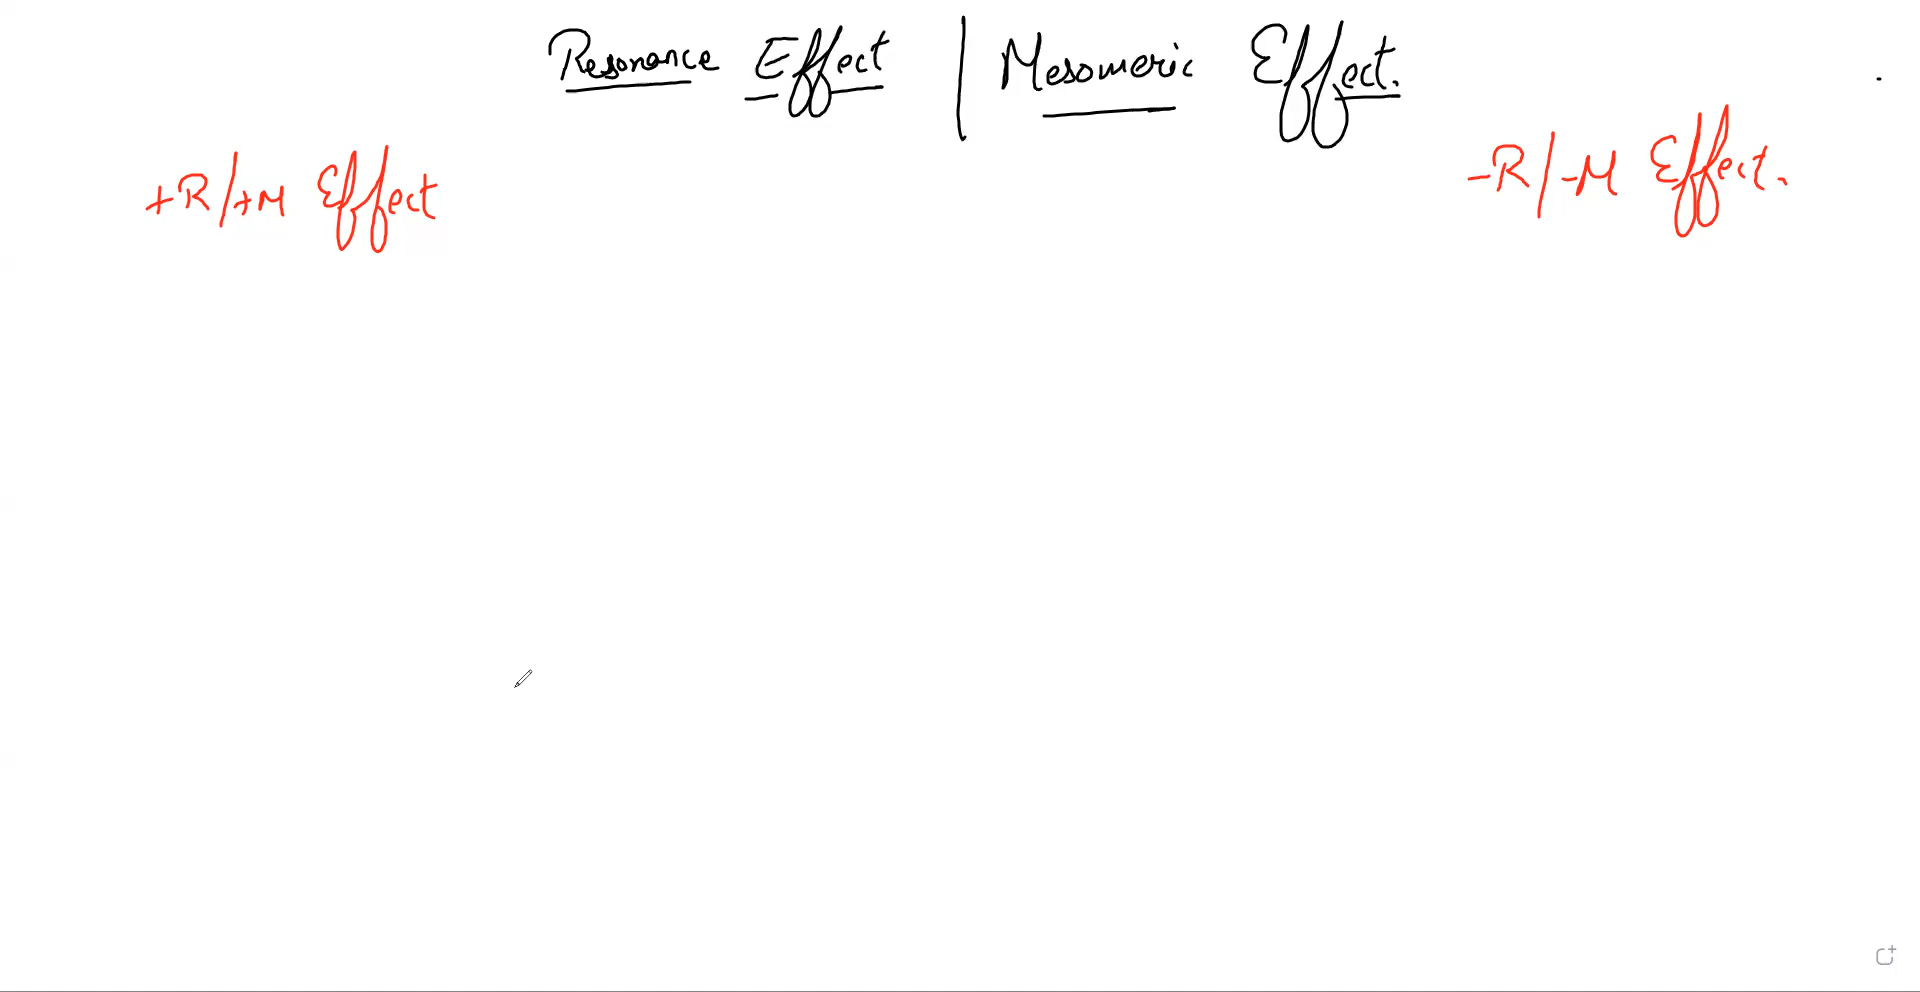 Resonance Effect | Mesomeric Effect.
+R/+M Effect
-R/-M Effect.